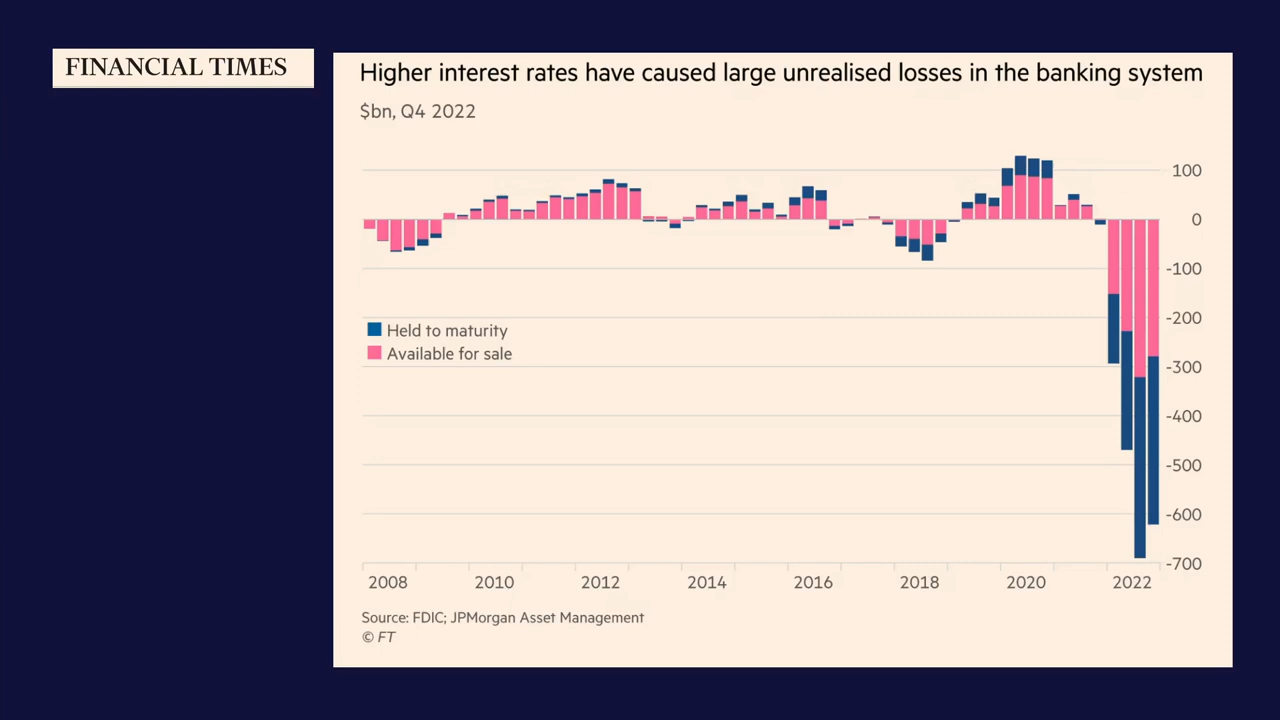 FINANCIAL TIMES
Higher interest rates have caused large unrealised losses in the banking system
$bn, Q4 2022
100
0
-100
-200
-300
-400
-500
-600
-700
Held to maturity
Available for sale
2008 2010 2012 2014 2016 2018 2020 2022
Source: FDIC; JPMorgan Asset Management
© FT